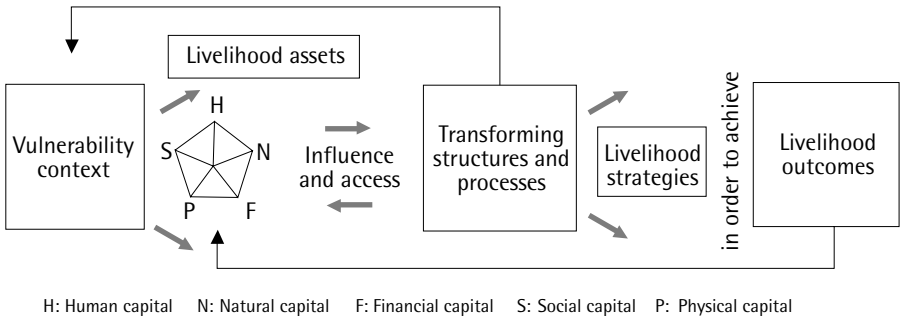 Livelihood assets
Vulnerability
context
H
S
N
P
F
Influence
and access
Transforming
structures and
processes
Livelihood
strategies
in order to achieve
Livelihood
outcomes
H: Human capital N: Natural capital F: Financial capital S: Social capital P: Physical capital